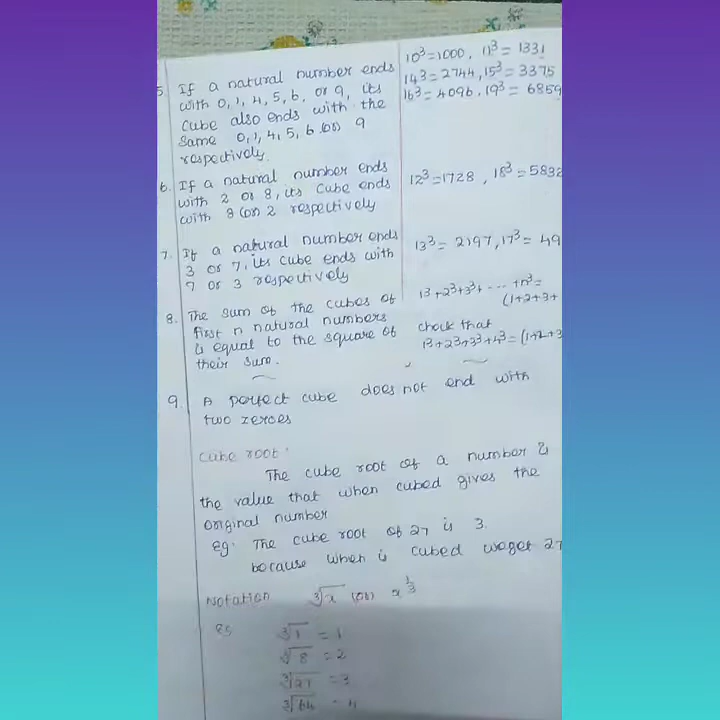 5. If a natural number ends
with 0, 1, 4, 5, 6, or 9, its
cube also ends with the
same 0, 1, 4, 5, 6 (or) 9
respectively.
10³=1000, 11³= 1331
14³= 2744, 15³= 3375
16³= 4096, 19³= 6859
6. If a natural number ends
with 2 or 8, its cube ends
with 8 (or) 2 respectively
12³=1728, 18³=5832
7. If a natural number ends
3 or 7, its cube ends with
7 or 3 respectively
13³= 2197, 17³= 49
8. The sum of the cubes of
first n natural numbers
is equal to the square of
their sum.
1³+2³+3³+ ---- +n³=
(1+2+3+
check that
1³+2³+3³+4³=(1+2+3
9. A perfect cube does not end with
two zeroes
Cube root:
The cube root of a number is
the value that when cubed gives the
original number
Eg: The cube root of 27 is 3.
because when is cubed we get 27
Notation ∛x (or) x^1/3
Eg
∛1 = 1
∛8 = 2
∛27 = 3
∛64 = 4